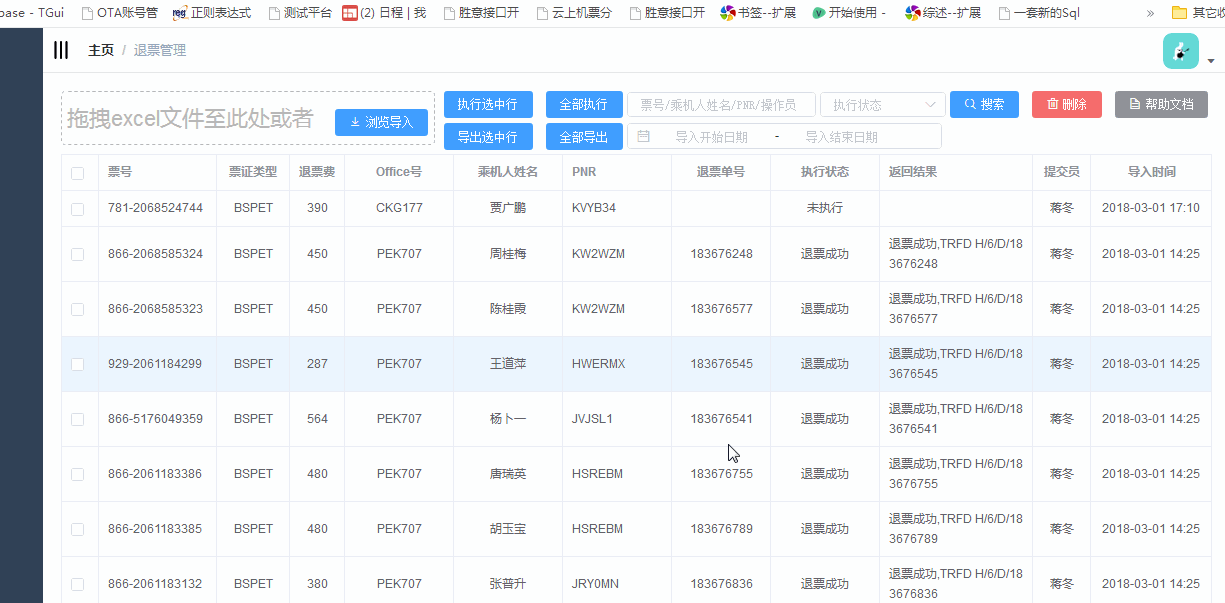 base - TGui OTA账号管 reg 正则表达式 测试平台 (2) 日程 | 我 胜意接口开 云上机票分 胜意接口开 书签--扩展 开始使用 - 综述--扩展 一套新的Sql » 其它收
主页 / 退票管理
拖拽excel文件至此处或者 浏览导入 执行选中行 全部执行 票号/乘机人姓名/PNR/操作员 执行状态 搜索 删除 帮助文档
导出选中行 全部导出 导入开始日期 - 导入结束日期
票号 票证类型 退票费 Office号 乘机人姓名 PNR 退票单号 执行状态 返回结果 提交员 导入时间
781-2068524744 BSPET 390 CKG177 贾广鹏 KVYB34 未执行 蒋冬 2018-03-01 17:10
866-2068585324 BSPET 450 PEK707 周桂梅 KW2WZM 183676248 退票成功 退票成功,TRFD H/6/D/18 蒋冬 2018-03-01 14:25
3676248
866-2068585323 BSPET 450 PEK707 陈桂霞 KW2WZM 183676577 退票成功 退票成功,TRFD H/6/D/18 蒋冬 2018-03-01 14:25
3676577
929-2061184299 BSPET 287 PEK707 王道萍 HWERMX 183676545 退票成功 退票成功,TRFD H/6/D/18 蒋冬 2018-03-01 14:25
3676545
866-5176049359 BSPET 564 PEK707 杨卜一 JVJSL1 183676541 退票成功 退票成功,TRFD H/6/D/18 蒋冬 2018-03-01 14:25
3676541
866-2061183386 BSPET 480 PEK707 唐瑞英 HSREBM 183676755 退票成功 退票成功,TRFD H/6/D/18 蒋冬 2018-03-01 14:25
3676755
866-2061183385 BSPET 480 PEK707 胡玉宝 HSREBM 183676789 退票成功 退票成功,TRFD H/6/D/18 蒋冬 2018-03-01 14:25
3676789
866-2061183132 BSPET 380 PEK707 张普升 JRY0MN 183676836 退票成功 退票成功,TRFD H/6/D/18 蒋冬 2018-03-01 14:25
3676836